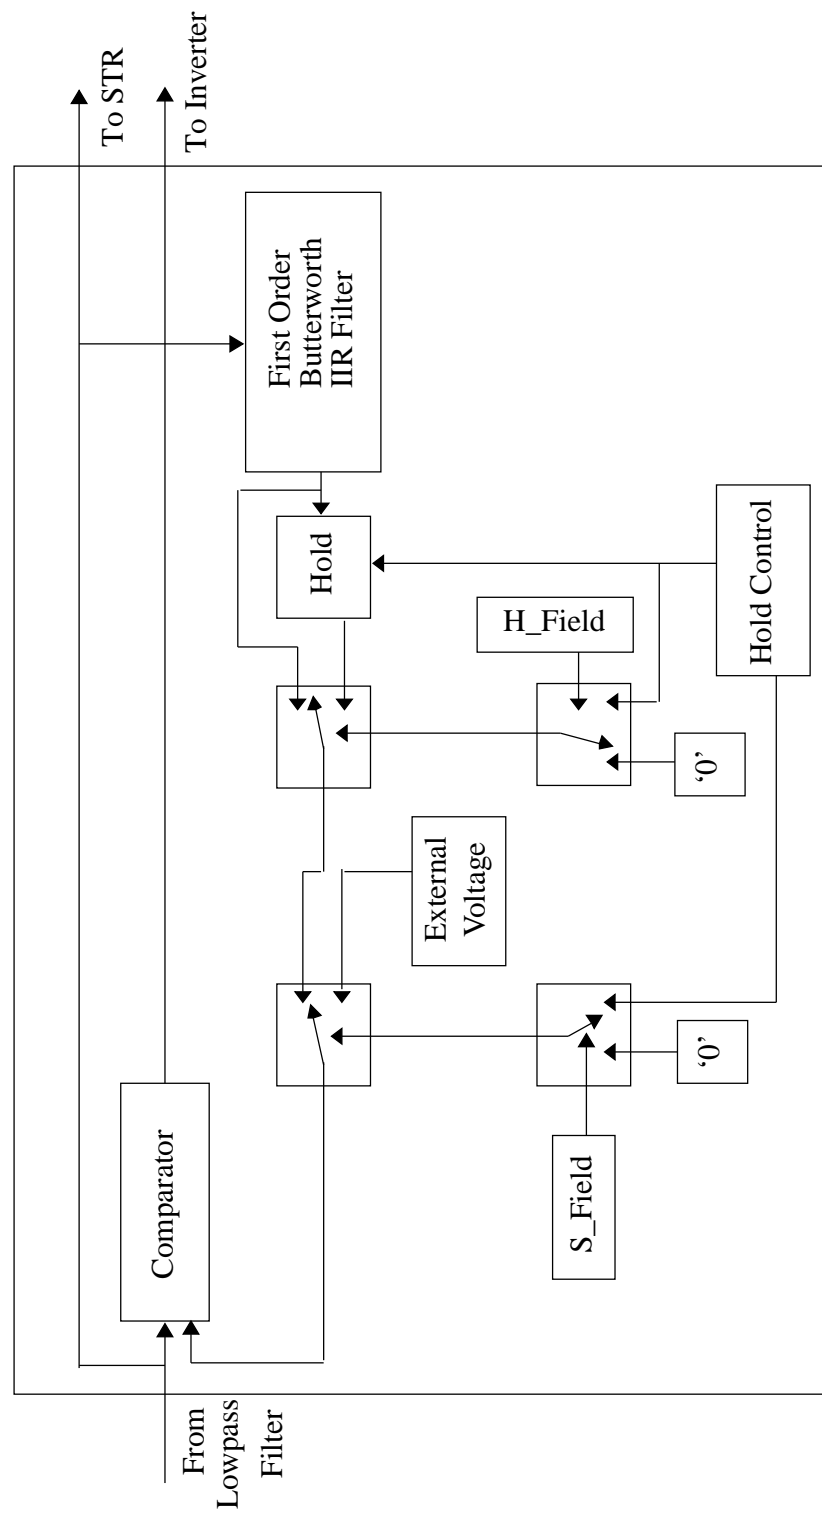 To STR
To Inverter
First Order
Butterworth
IIR Filter
Hold
Hold Control
H_Field
‘0’
External
Voltage
‘0’
Comparator
S_Field
From
Lowpass
Filter